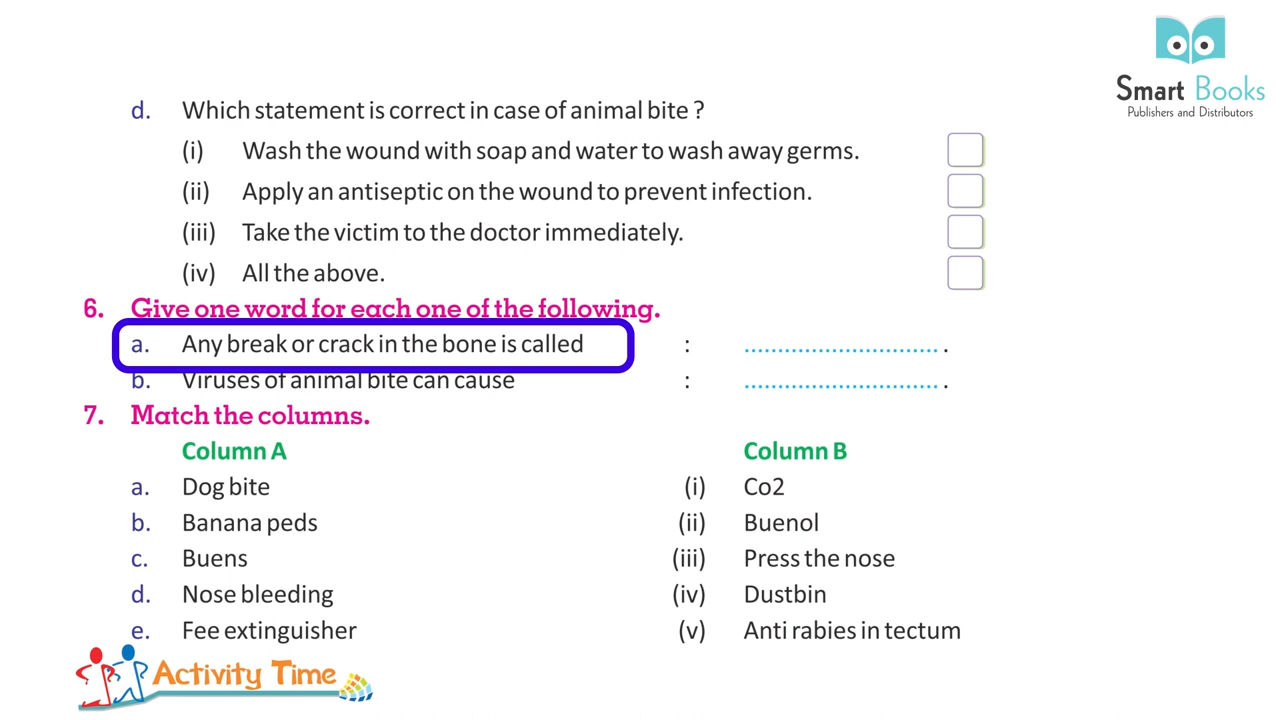 Smart Books
Publishers and Distributors
d. Which statement is correct in case of animal bite ?
(i) Wash the wound with soap and water to wash away germs.
(ii) Apply an antiseptic on the wound to prevent infection.
(iii) Take the victim to the doctor immediately.
(iv) All the above.
6. Give one word for each one of the following.
a. Any break or crack in the bone is called : ............................. .
b. Viruses of animal bite can cause : ............................. .
7. Match the columns.
Column A Column B
a. Dog bite (i) Co2
b. Banana peds (ii) Buenol
c. Buens (iii) Press the nose
d. Nose bleeding (iv) Dustbin
e. Fee extinguisher (v) Anti rabies in tectum
Activity Time